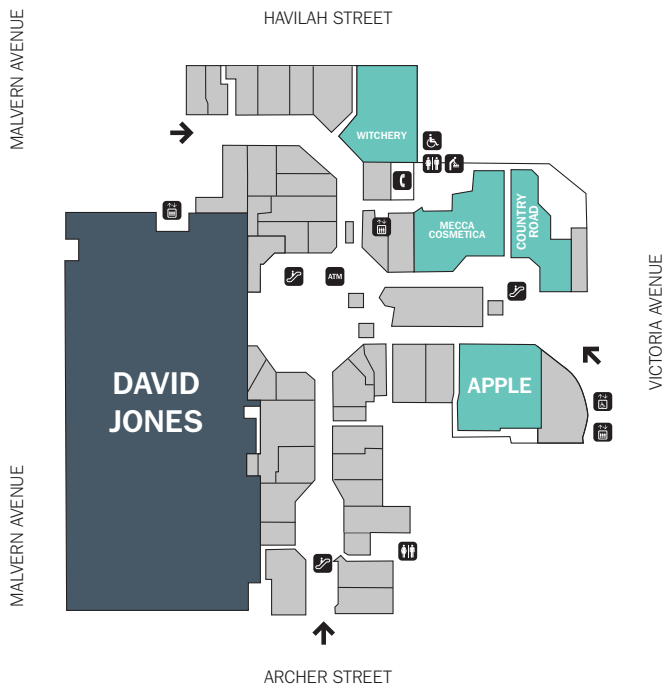 HAVILAH STREET
MALVERN AVENUE
WITCHERY
MECCA
COSMETICA
COUNTRY
ROAD
ATM
VICTORIA AVENUE
DAVID
JONES
APPLE
MALVERN AVENUE
ARCHER STREET